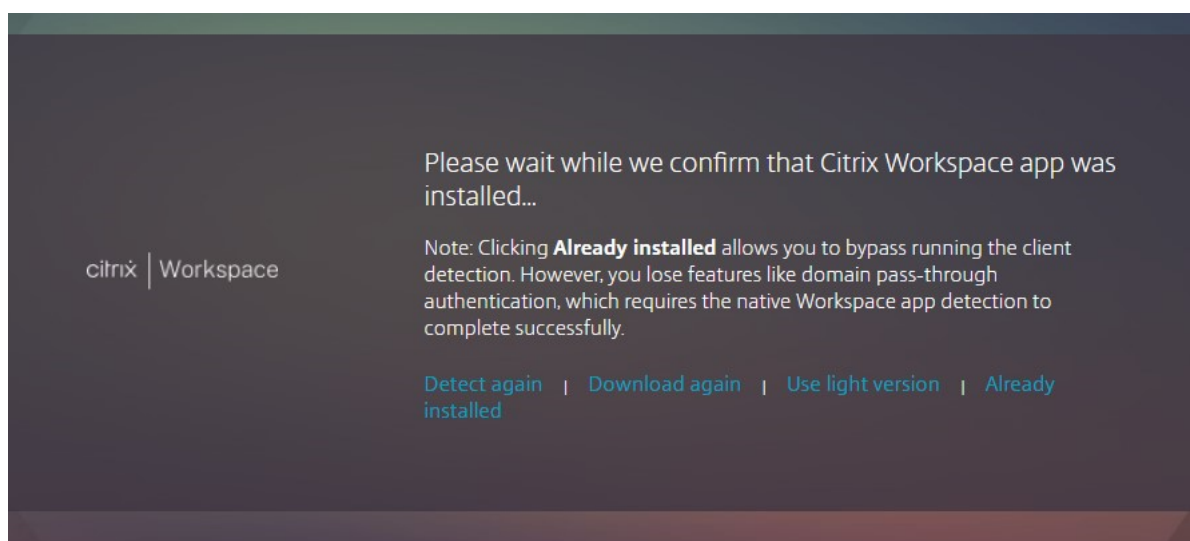 Please wait while we confirm that Citrix Workspace app was
installed...
Note: Clicking Already installed allows you to bypass running the client
detection. However, you lose features like domain pass-through
authentication, which requires the native Workspace app detection to
complete successfully.
citrix | Workspace
Detect again | Download again | Use light version | Already
installed